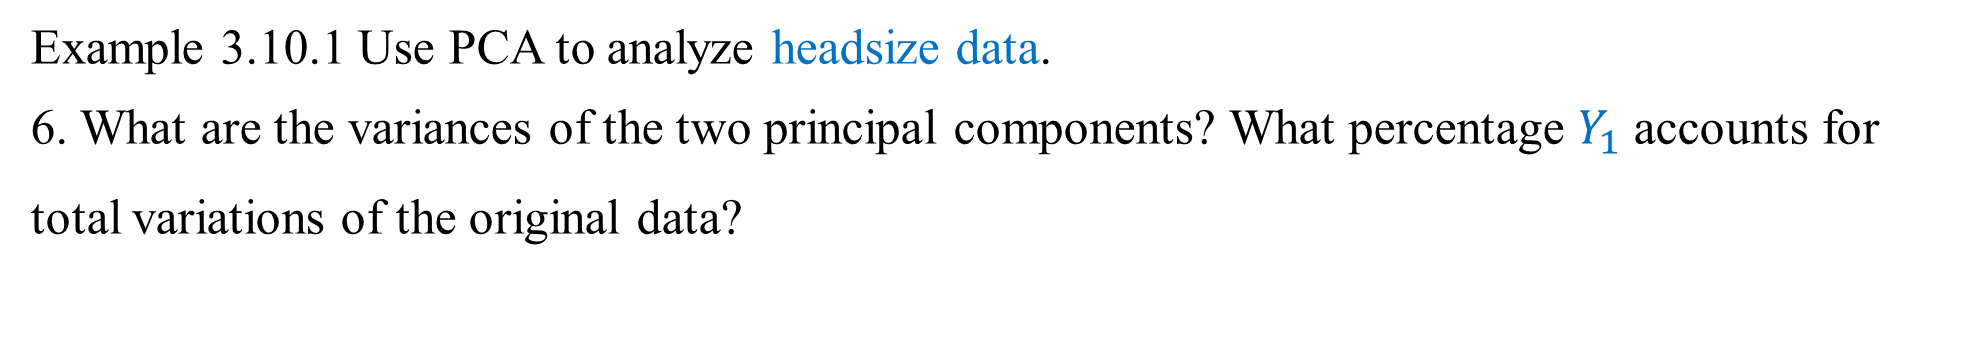 Example 3.10.1 Use PCA to analyze headsize data.
6. What are the variances of the two principal components? What percentage Y₁ accounts for
total variations of the original data?